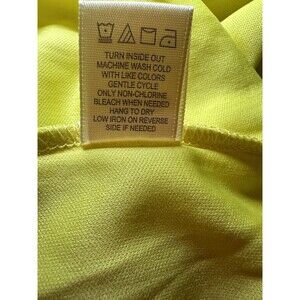 TURN INSIDE OUT
MACHINE WASH COLD
WITH LIKE COLORS
GENTLE CYCLE
ONLY NON-CHLORINE
BLEACH WHEN NEEDED
HANG TO DRY
LOW IRON ON REVERSE
SIDE IF NEEDED